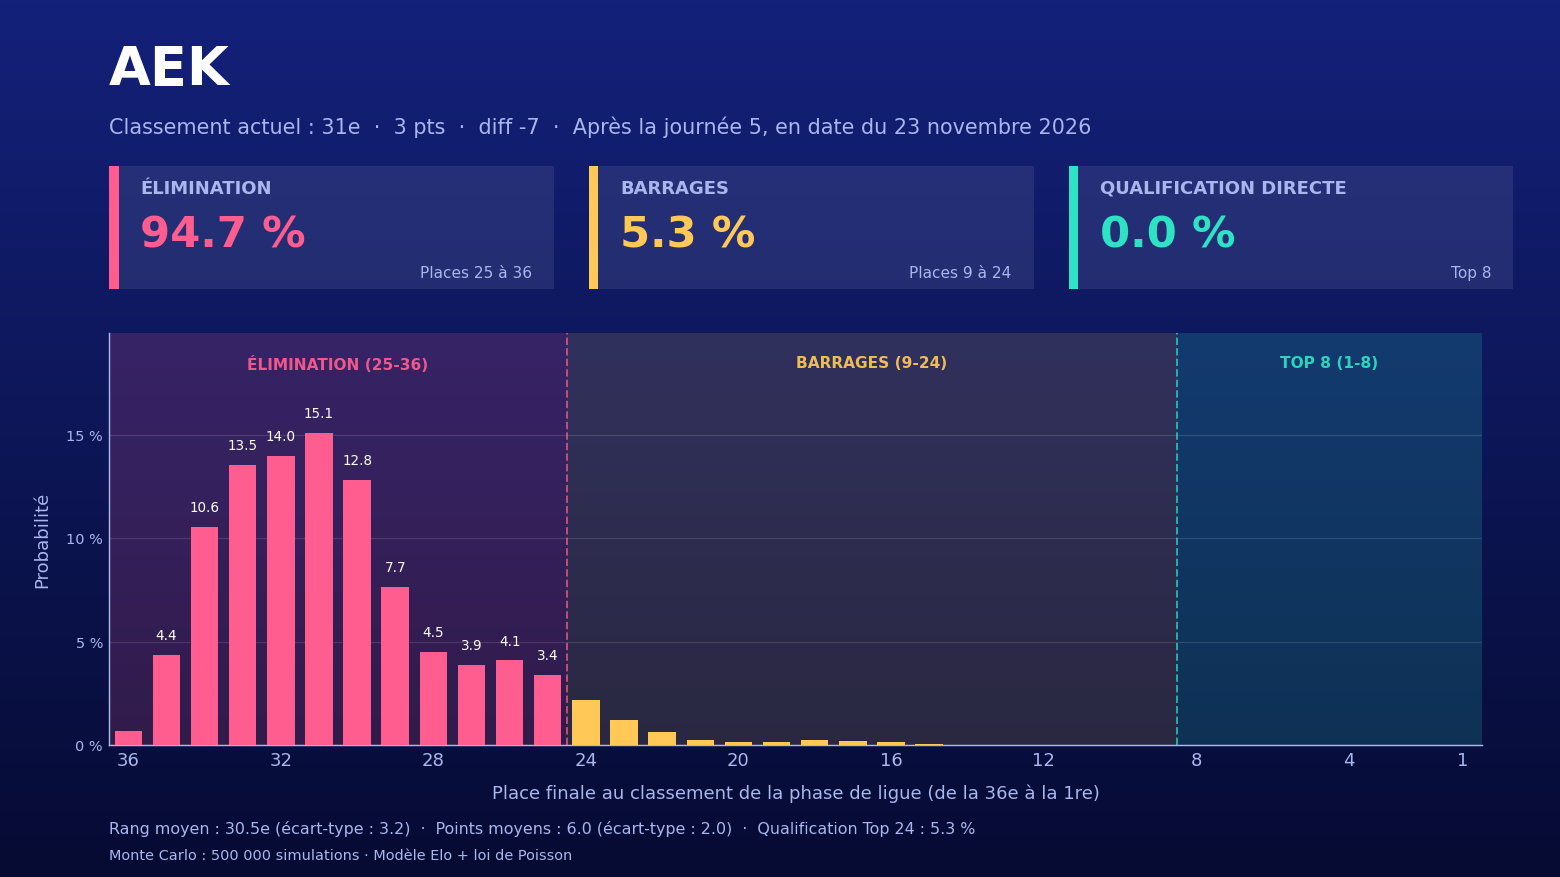 AEK
Classement actuel : 31e · 3 pts · diff -7 · Après la journée 5, en date du 23 novembre 2026
ÉLIMINATION
94.7 %
Places 25 à 36
BARRAGES
5.3 %
Places 9 à 24
QUALIFICATION DIRECTE
0.0 %
Top 8
ÉLIMINATION (25-36)
BARRAGES (9-24)
TOP 8 (1-8)
Probabilité
15 %
10 %
5 %
0 %
4.4
10.6
13.5
14.0
15.1
12.8
7.7
4.5
3.9
4.1
3.4
36 32 28 24 20 16 12 8 4 1
Place finale au classement de la phase de ligue (de la 36e à la 1re)
Rang moyen : 30.5e (écart-type : 3.2) · Points moyens : 6.0 (écart-type : 2.0) · Qualification Top 24 : 5.3 %
Monte Carlo : 500 000 simulations · Modèle Elo + loi de Poisson